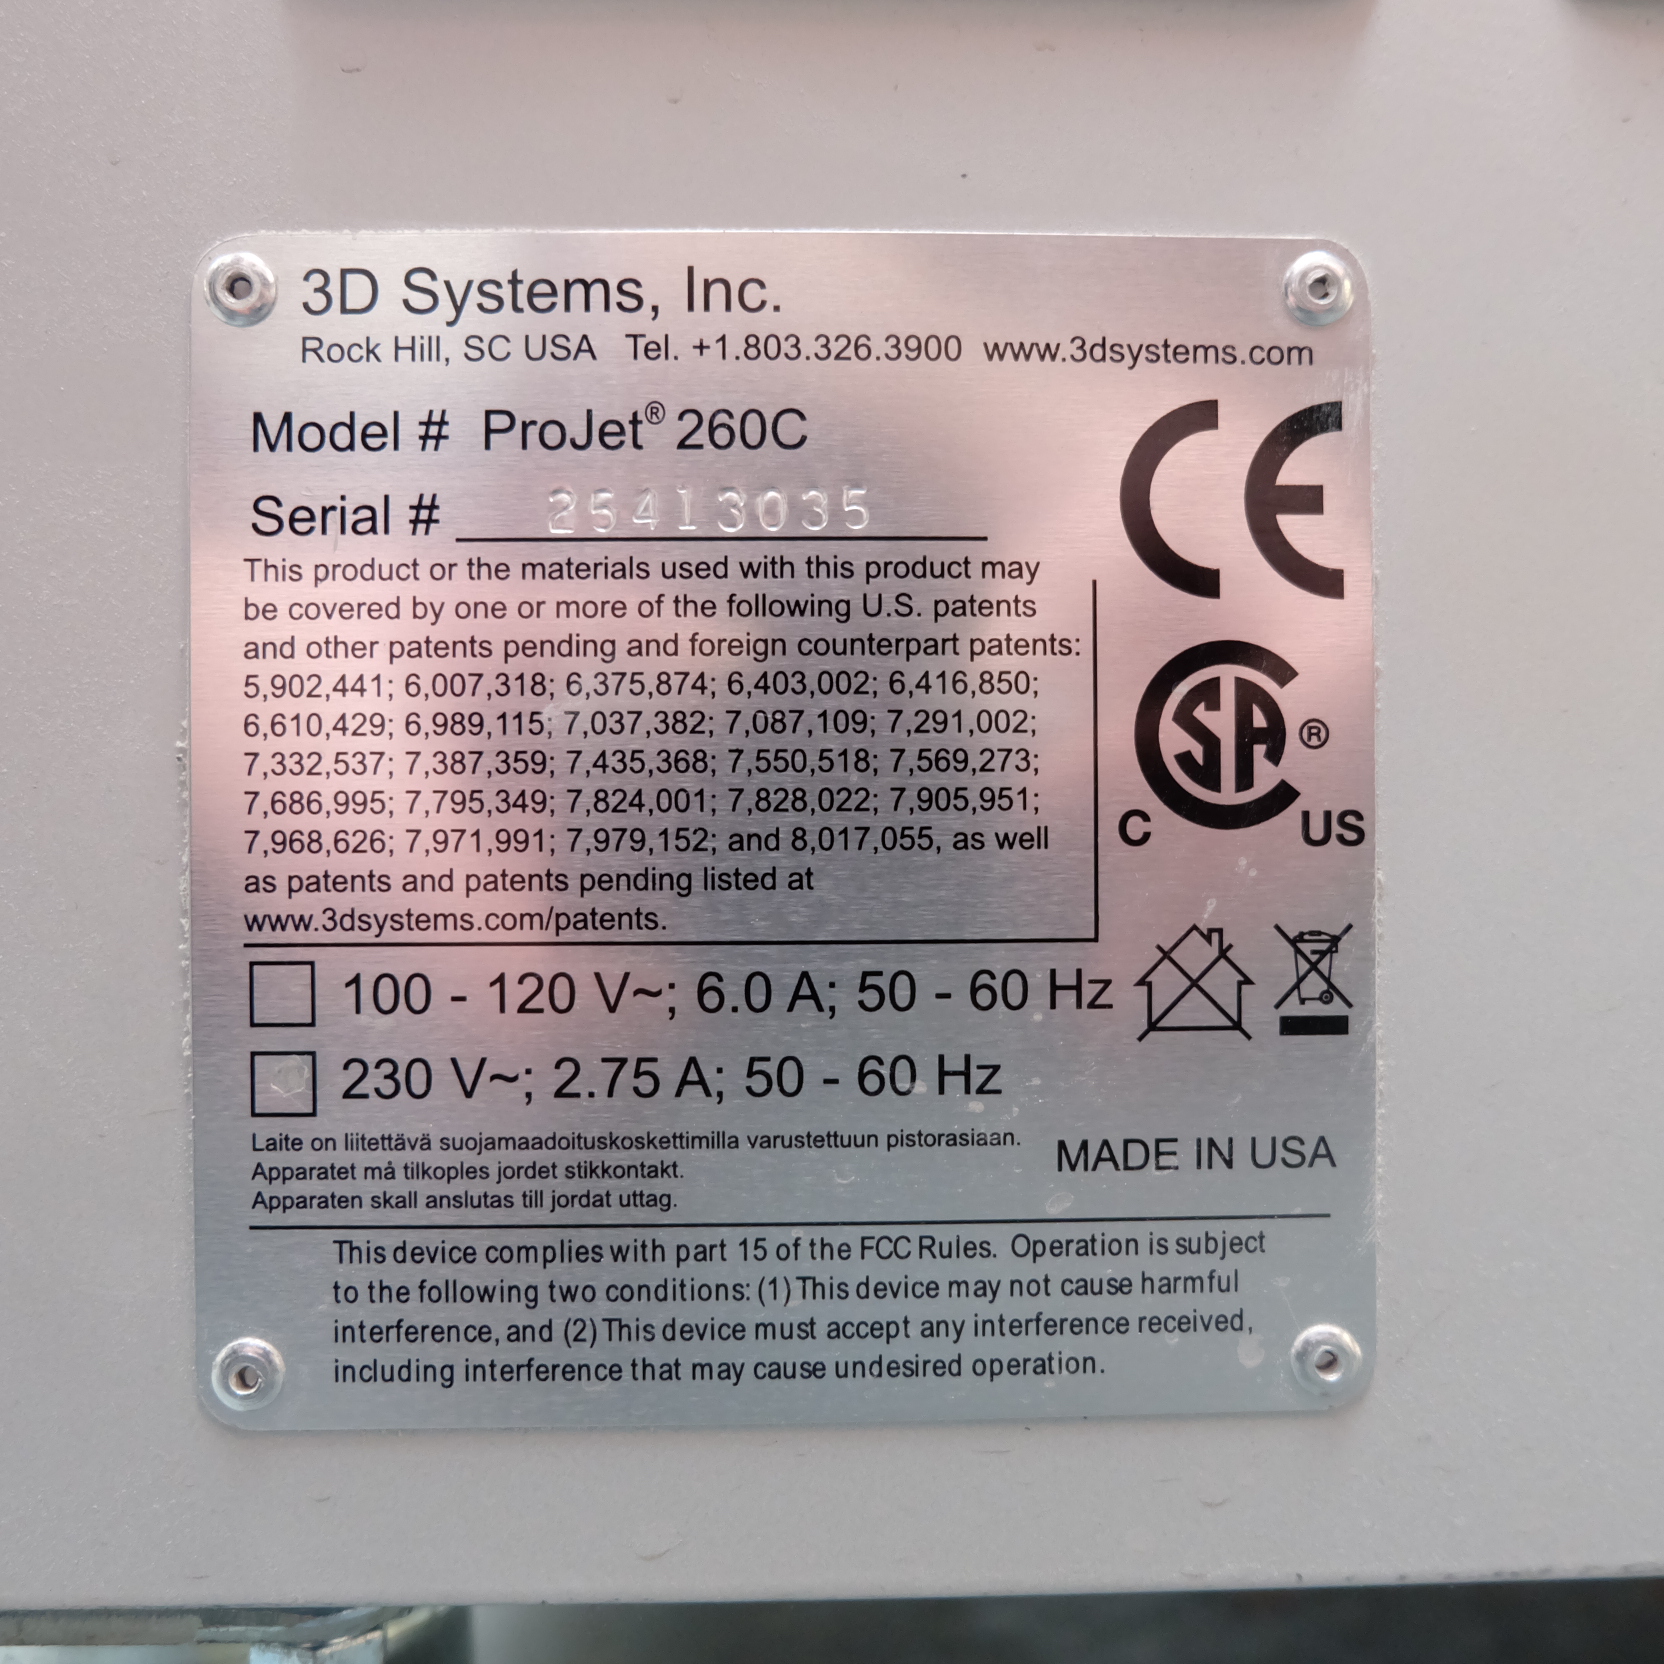 3D Systems, Inc.
Rock Hill, SC USA Tel. +1.803.326.3900 www.3dsystems.com
Model # ProJet® 260C
Serial # 25413035
This product or the materials used with this product may
be covered by one or more of the following U.S. patents
and other patents pending and foreign counterpart patents:
5,902,441; 6,007,318; 6,375,874; 6,403,002; 6,416,850;
6,610,429; 6,989,115; 7,037,382; 7,087,109; 7,291,002;
7,332,537; 7,387,359; 7,435,368; 7,550,518; 7,569,273;
7,686,995; 7,795,349; 7,824,001; 7,828,022; 7,905,951;
7,968,626; 7,971,991; 7,979,152; and 8,017,055, as well
as patents and patents pending listed at
www.3dsystems.com/patents.
CE
CSA ®
C US
100 - 120 V~; 6.0 A; 50 - 60 Hz
230 V~; 2.75 A; 50 - 60 Hz
Laite on liitettävä suojamaadoituskoskettimilla varustettuun pistorasiaan.
Apparatet må tilkoples jordet stikkontakt.
Apparaten skall anslutas till jordat uttag.
MADE IN USA
This device complies with part 15 of the FCC Rules. Operation is subject
to the following two conditions: (1) This device may not cause harmful
interference, and (2) This device must accept any interference received,
including interference that may cause undesired operation.